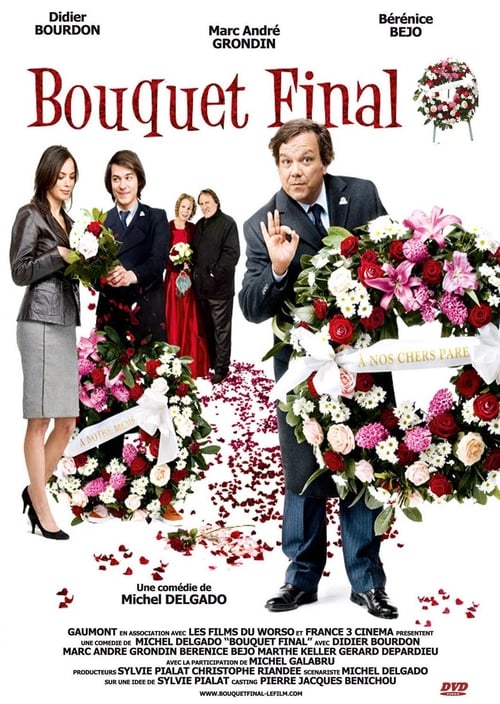 Didier
BOURDON
Marc André
GRONDIN
Bérénice
BEJO
Bouquet Final
À NOS CHERS PARE
À NOTRE MÉMÉ
Une comédie de
Michel DELGADO
GAUMONT EN ASSOCIATION AVEC LES FILMS DU WORSO ET FRANCE 3 CINEMA PRESENTENT
UNE COMEDIE DE MICHEL DELGADO "BOUQUET FINAL" AVEC DIDIER BOURDON
MARC ANDRE GRONDIN BERENICE BEJO MARTHE KELLER GERARD DEPARDIEU
AVEC LA PARTICIPATION DE MICHEL GALABRU
PRODUCTEURS SYLVIE PIALAT CHRISTOPHE RIANDEE SCENARISTE MICHEL DELGADO
SUR UNE IDEE DE SYLVIE PIALAT CASTING PIERRE JACQUES BENICHOU
WWW.BOUQUETFINAL-LEFILM.COM
DVD